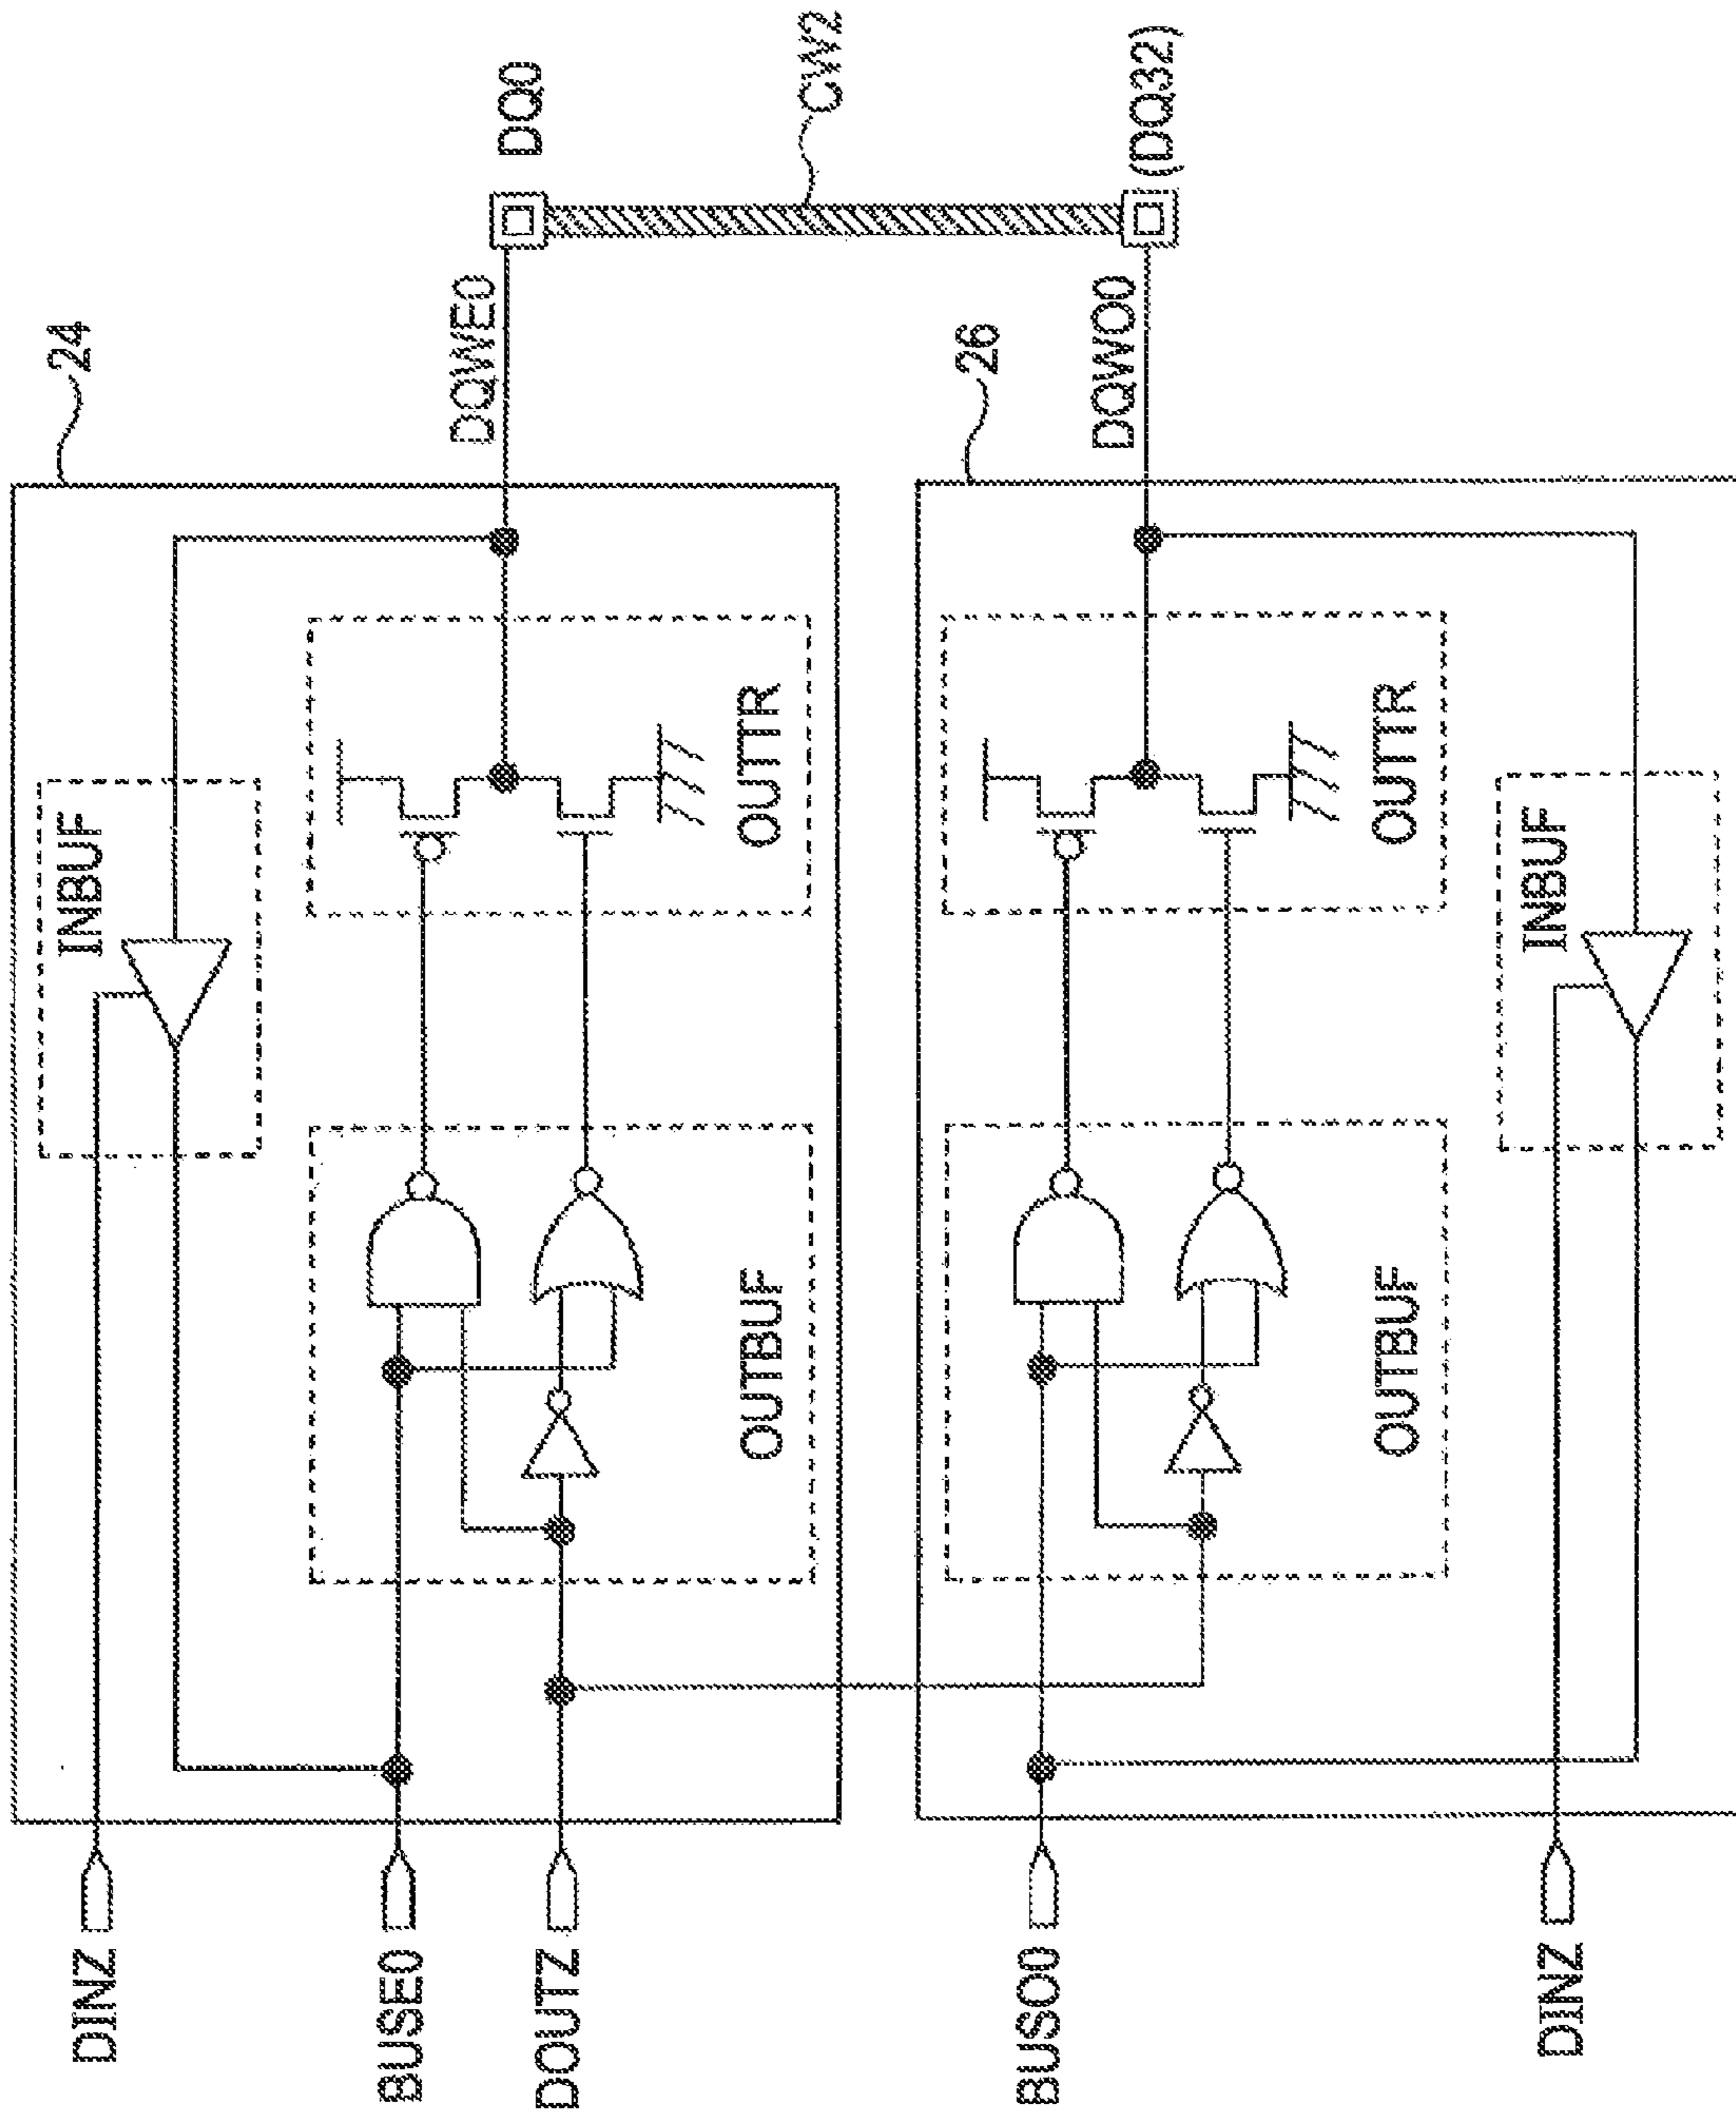 24
DINZ
INBUF
BUSE0
DOUTZ
OUTBUF
OUTTR
DQWE0
DQ0
CW2
26
BUSO0
OUTBUF
OUTTR
DQWO0
(DQ32)
INBUF
DINZ